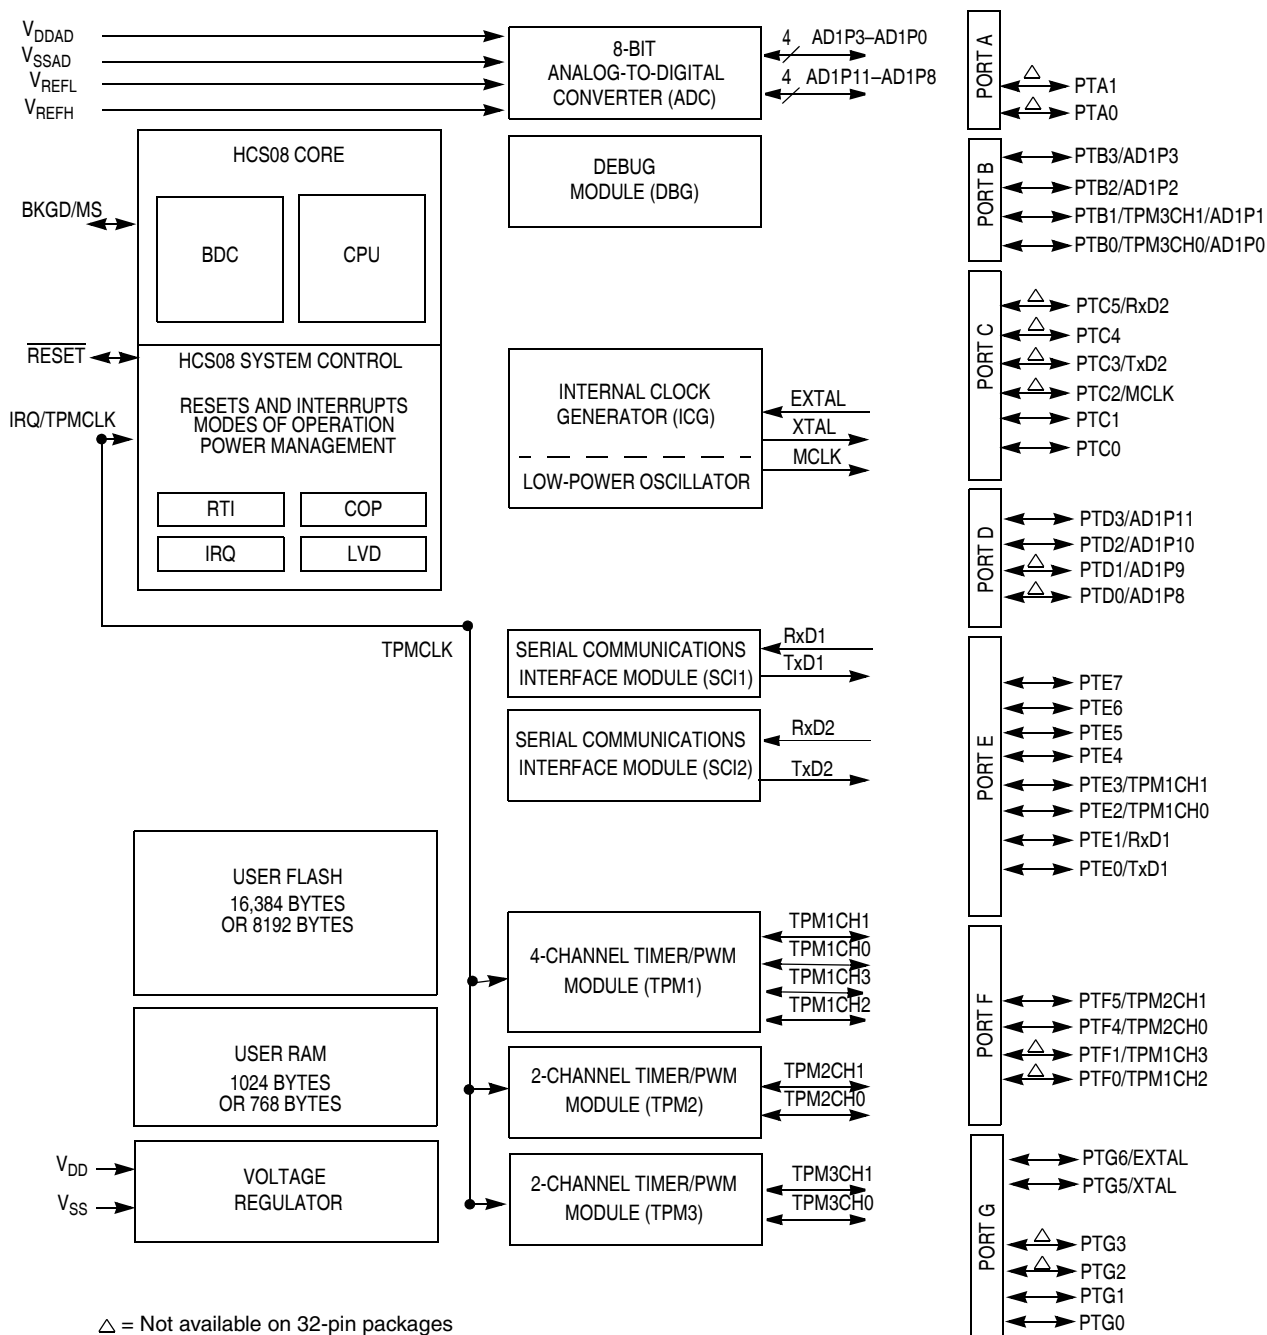 V_DDAD
V_SSAD
V_REFL
V_REFH
8-BIT
ANALOG-TO-DIGITAL
CONVERTER (ADC)
4 AD1P3–AD1P0
4 AD1P11–AD1P8
HCS08 CORE
BDC
CPU
BKGD/MS
DEBUG
MODULE (DBG)
RESET
HCS08 SYSTEM CONTROL
RESETS AND INTERRUPTS
MODES OF OPERATION
POWER MANAGEMENT
IRQ/TPMCLK
RTI
COP
IRQ
LVD
INTERNAL CLOCK
GENERATOR (ICG)
LOW-POWER OSCILLATOR
EXTAL
XTAL
MCLK
TPMCLK
SERIAL COMMUNICATIONS
INTERFACE MODULE (SCI1)
RxD1
TxD1
SERIAL COMMUNICATIONS
INTERFACE MODULE (SCI2)
RxD2
TxD2
USER FLASH
16,384 BYTES
OR 8192 BYTES
USER RAM
1024 BYTES
OR 768 BYTES
V_DD
V_SS
VOLTAGE
REGULATOR
4-CHANNEL TIMER/PWM
MODULE (TPM1)
TPM1CH1
TPM1CH0
TPM1CH3
TPM1CH2
2-CHANNEL TIMER/PWM
MODULE (TPM2)
TPM2CH1
TPM2CH0
2-CHANNEL TIMER/PWM
MODULE (TPM3)
TPM3CH1
TPM3CH0
PORT A
PTA1
PTA0
PORT B
PTB3/AD1P3
PTB2/AD1P2
PTB1/TPM3CH1/AD1P1
PTB0/TPM3CH0/AD1P0
PORT C
PTC5/RxD2
PTC4
PTC3/TxD2
PTC2/MCLK
PTC1
PTC0
PORT D
PTD3/AD1P11
PTD2/AD1P10
PTD1/AD1P9
PTD0/AD1P8
PORT E
PTE7
PTE6
PTE5
PTE4
PTE3/TPM1CH1
PTE2/TPM1CH0
PTE1/RxD1
PTE0/TxD1
PORT F
PTF5/TPM2CH1
PTF4/TPM2CH0
PTF1/TPM1CH3
PTF0/TPM1CH2
PORT G
PTG6/EXTAL
PTG5/XTAL
PTG3
PTG2
PTG1
PTG0
△ = Not available on 32-pin packages